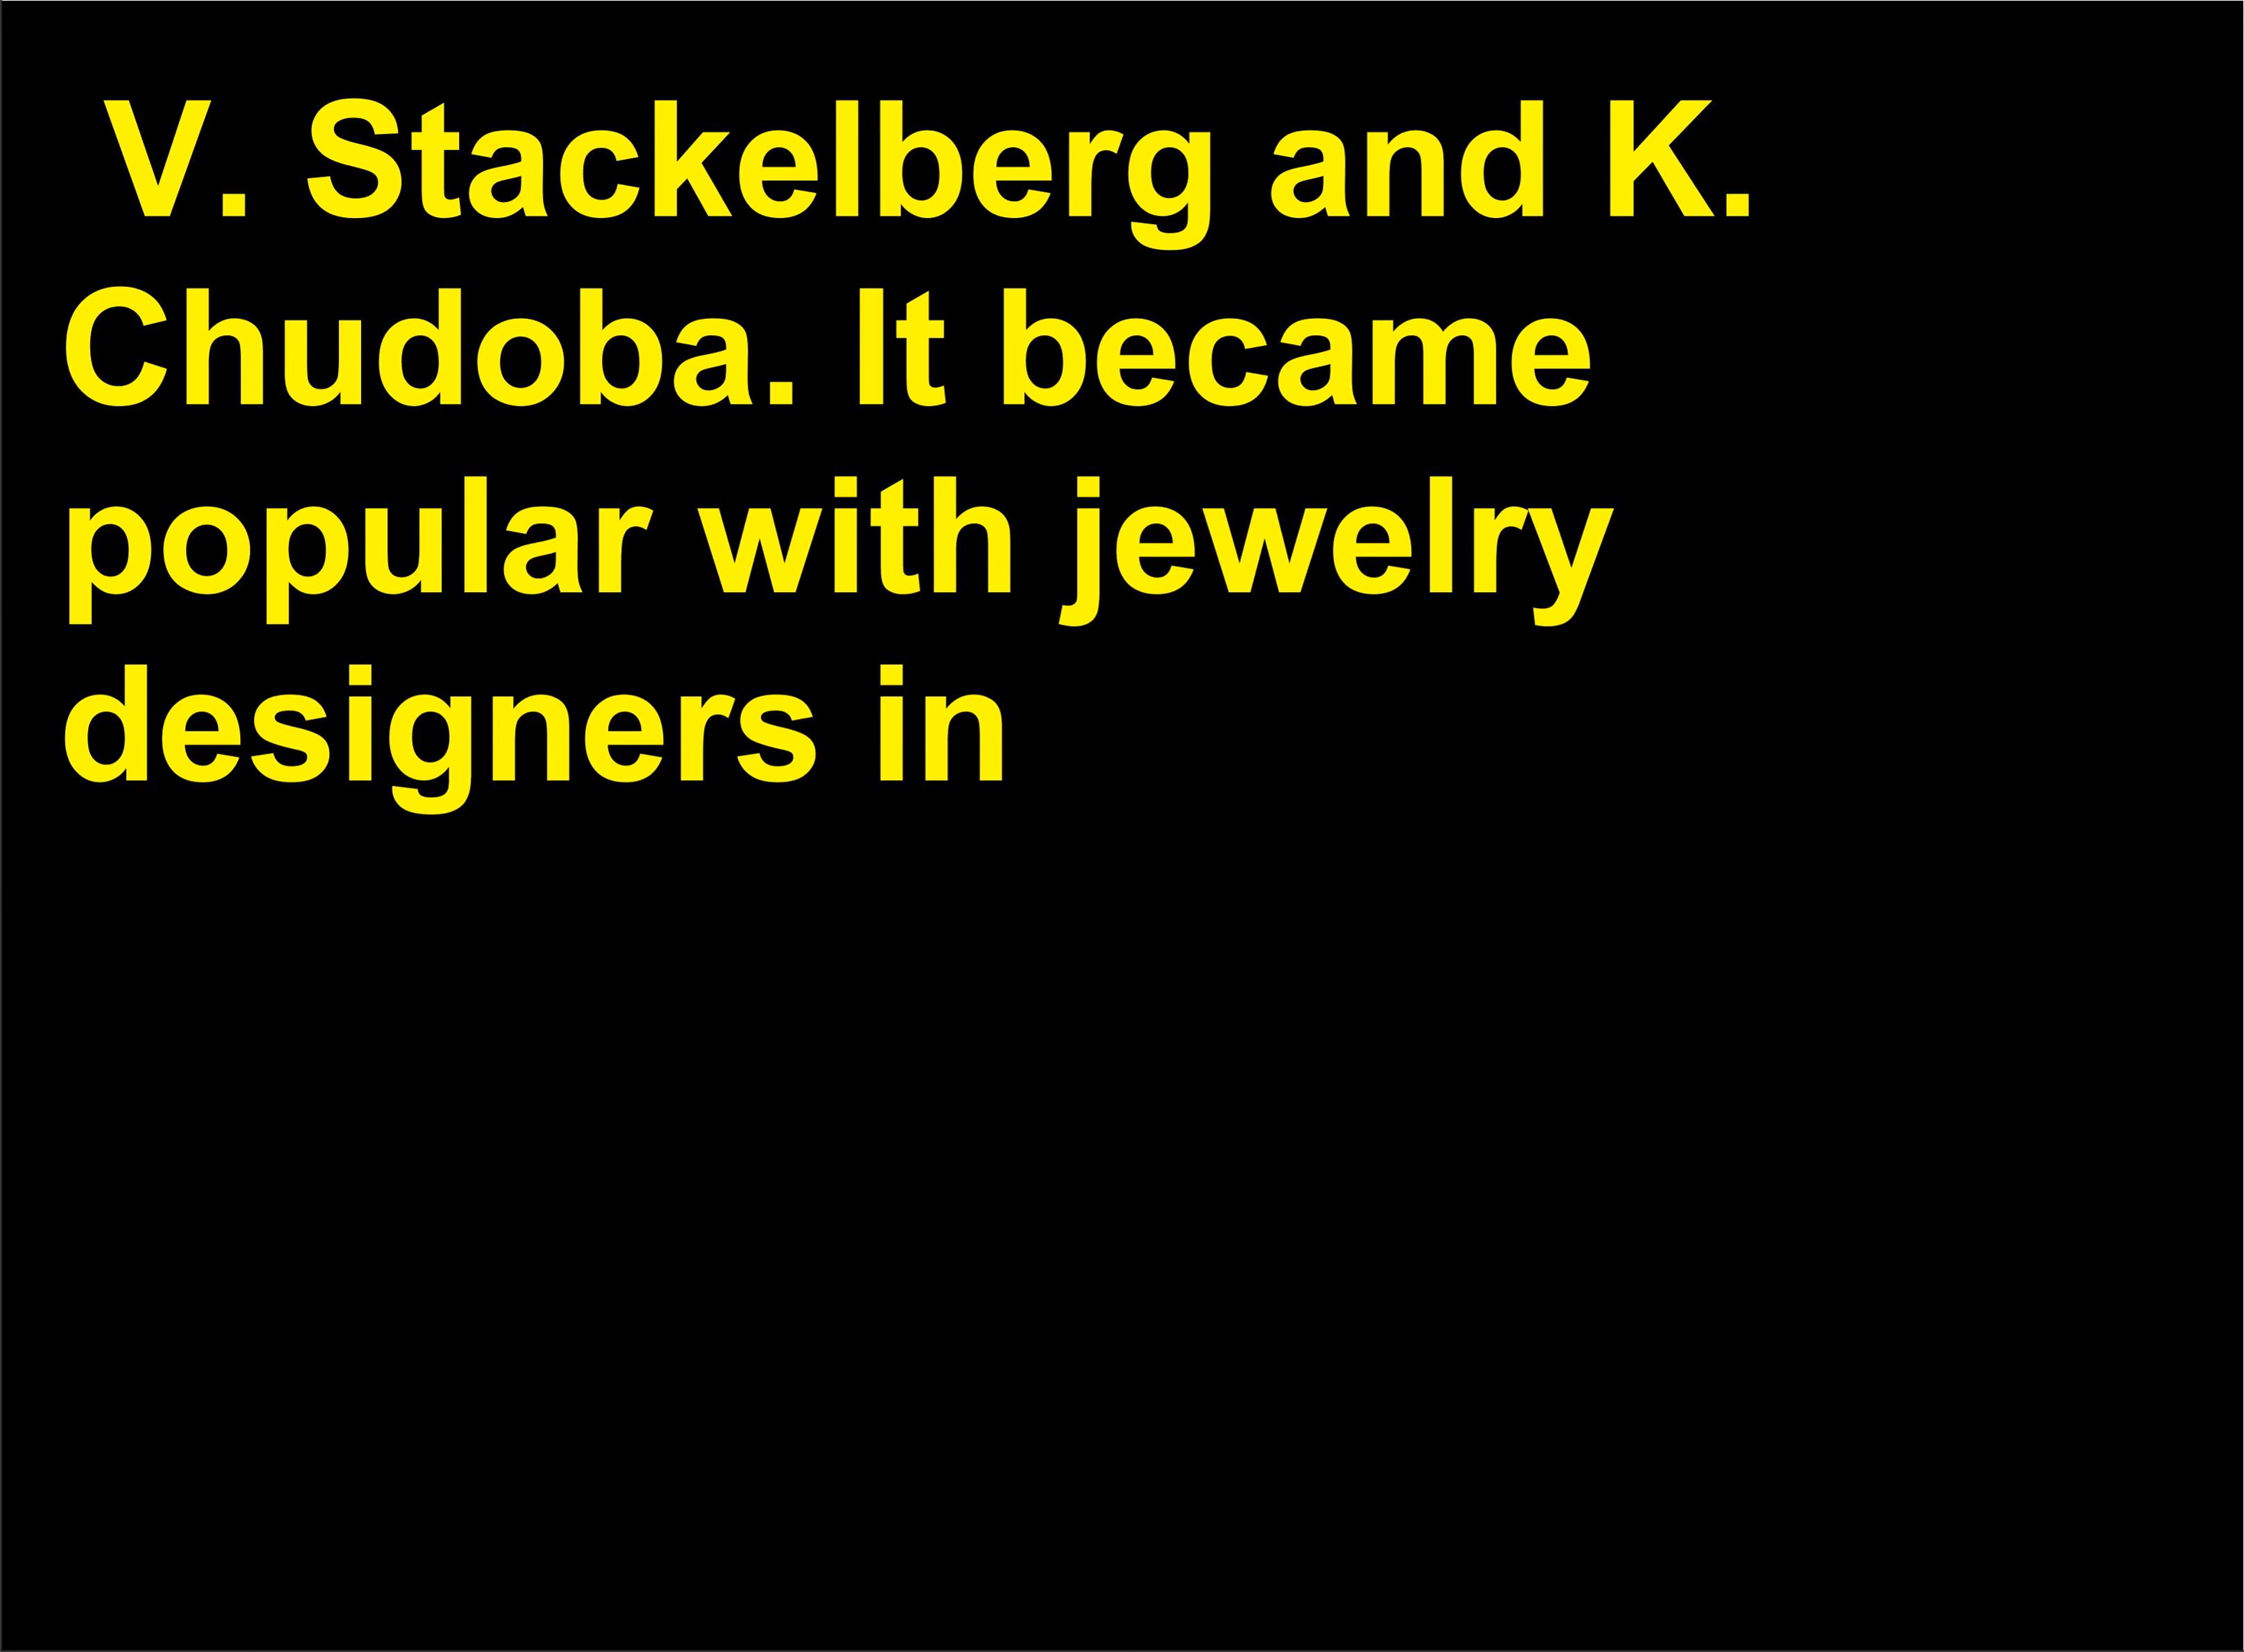 V. Stackelberg and K.
Chudoba. It became
popular with jewelry
designers in